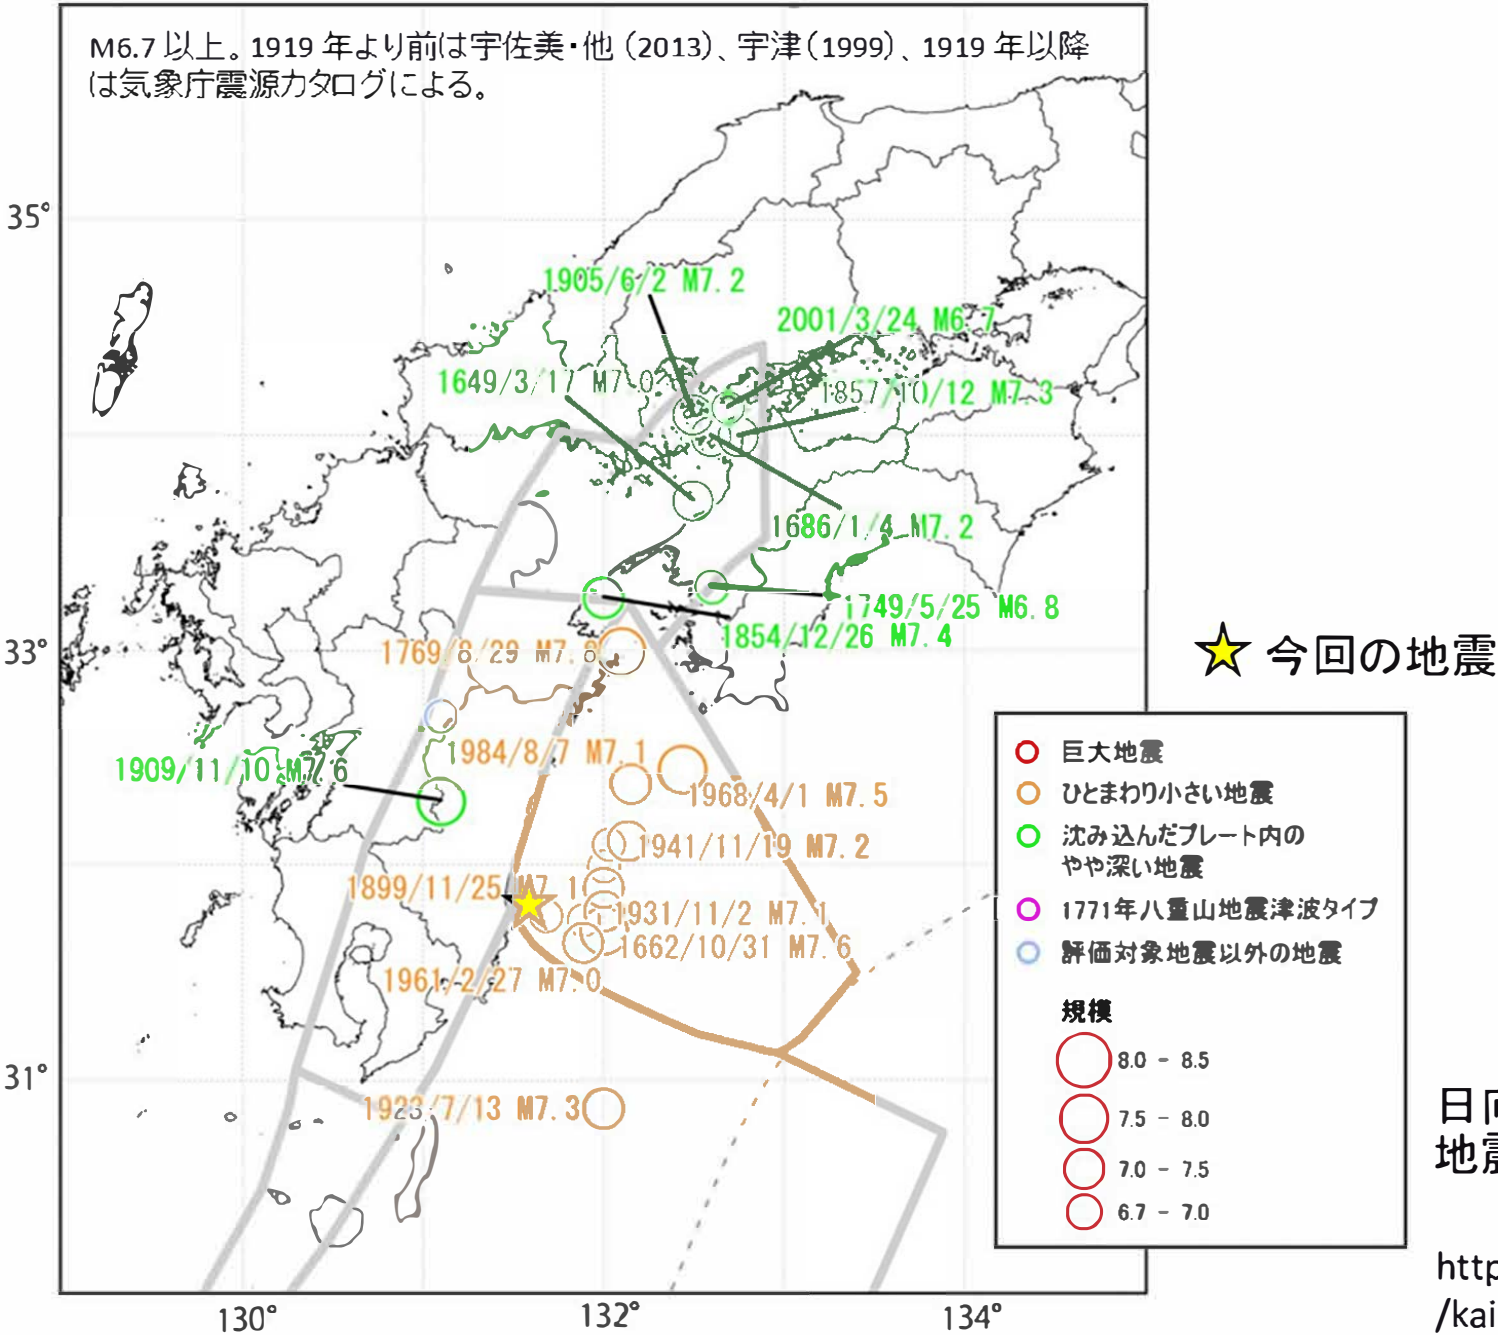 M6.7 以上。1919 年より前は宇佐美・他（2013）、宇津（1999）、1919 年以降
は気象庁震源カタログによる。
35°
33°
31°
130°
132°
134°
1905/6/2 M7.2
2001/3/24 M6.7
1649/3/17 M7.0
1857/10/12 M7.3
1686/1/4 M7.2
1749/5/25 M6.8
1854/12/26 M7.4
1769/8/29 M7.8
1984/8/7 M7.1
1909/11/10 M7.6
1968/4/1 M7.5
1941/11/19 M7.2
1899/11/25 M7.1
1931/11/2 M7.1
1662/10/31 M7.6
1961/2/27 M7.0
1923/7/13 M7.3
今回の地震
巨大地震
ひとまわり小さい地震
沈み込んだプレート内の
やや深い地震
1771年八重山地震津波タイプ
評価対象地震以外の地震
規模
8.0 - 8.5
7.5 - 8.0
7.0 - 7.5
6.7 - 7.0
日向
地震
http
/kai